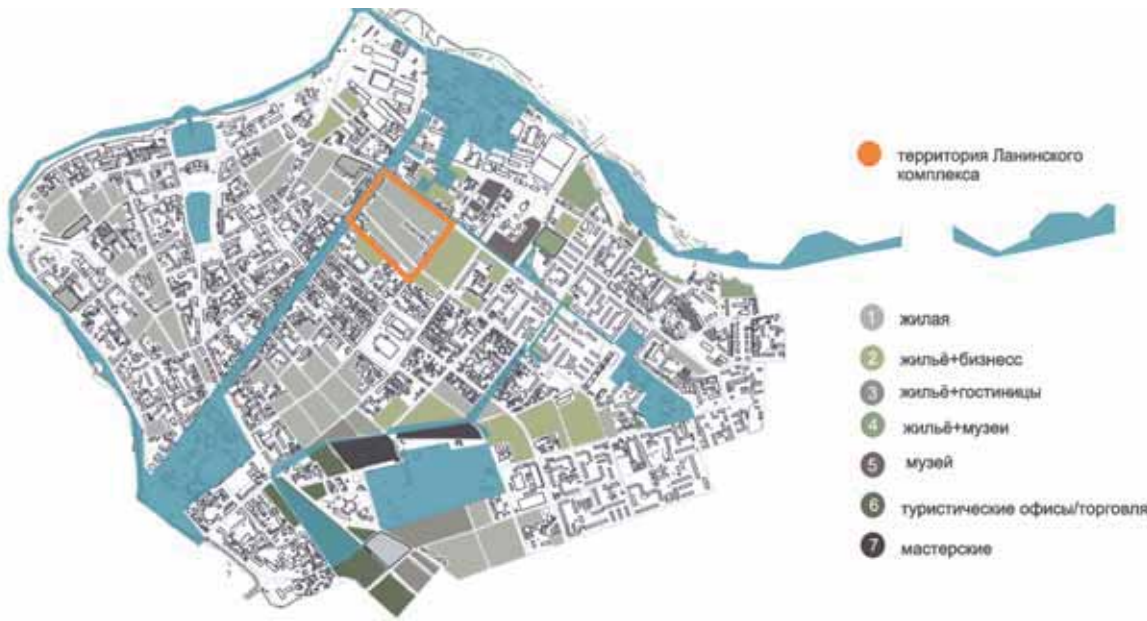 территория Ланинского
комплекса
1 жилая
2 жильё+бизнесс
3 жильё+гостиницы
4 жильё+музеи
5 музей
6 туристические офисы/торговля
7 мастерские